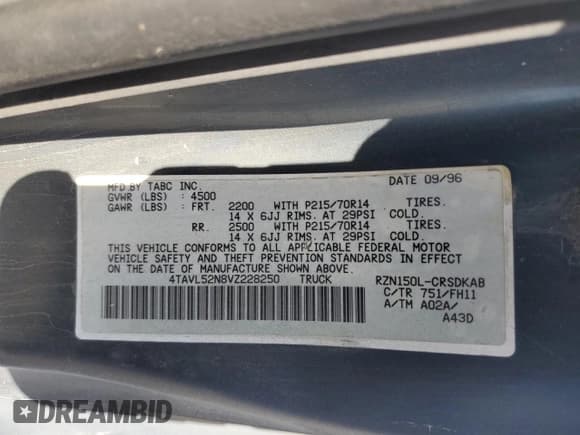 MFD BY TABC INC. DATE 09/96
GVWR (LBS) : 4500
GAWR (LBS) : FRT. 2200 WITH P215/70R14 TIRES.
14 X 6JJ RIMS. AT 29PSI COLD.
RR. 2500 WITH P215/70R14 TIRES.
14 X 6JJ RIMS. AT 29PSI COLD.
THIS VEHICLE CONFORMS TO ALL APPLICABLE FEDERAL MOTOR
VEHICLE SAFETY AND THEFT PREVENTION STANDARDS IN EFFECT
ON THE DATE OF MANUFACTURE SHOWN ABOVE.
4TAVL52N8VZ228250 TRUCK RZN150L-CRSDKAB
C/TR 751/FH11
A/TM A02A/
A43D
DREAMBID